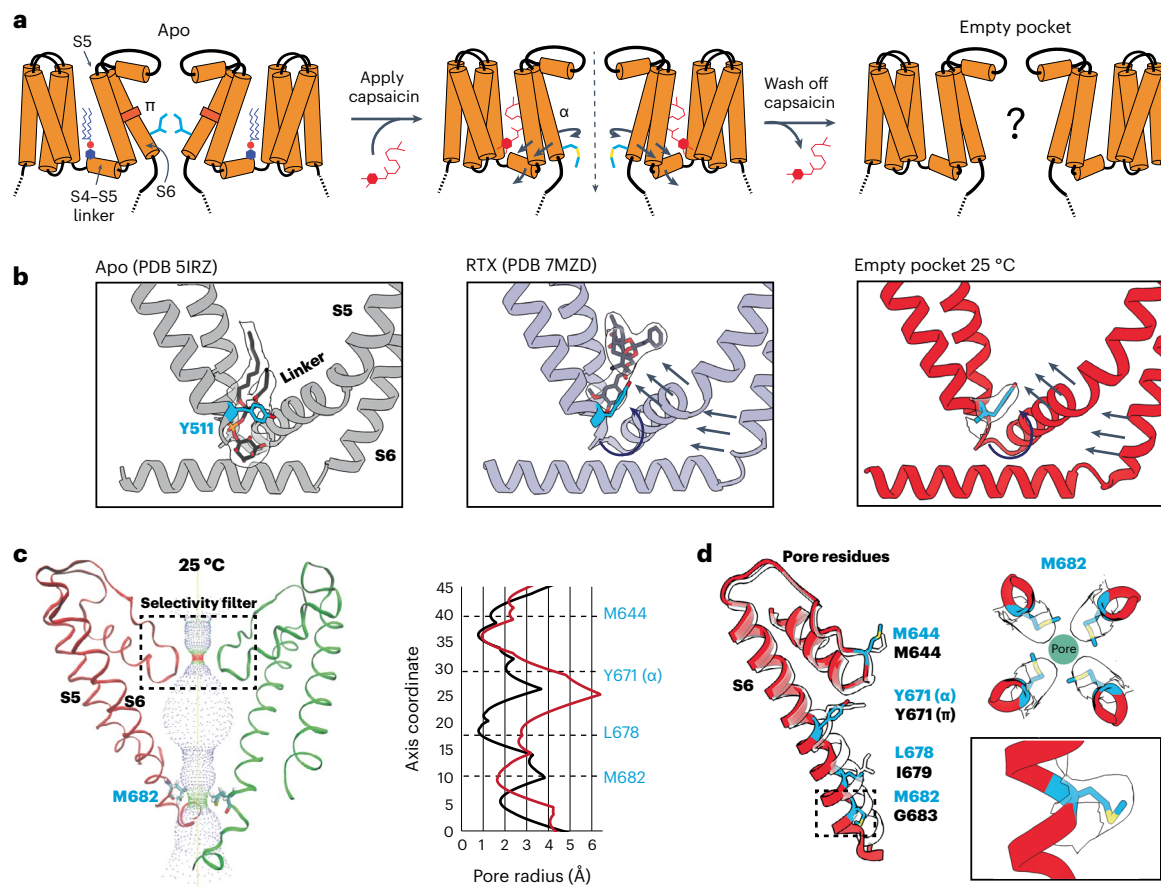 a
Apo
S5
π
S4–S5
linker
S6
Apply
capsaicin
α
Wash off
capsaicin
Empty pocket
?
b
Apo (PDB 5IRZ)
S5
Linker
Y511
S6
RTX (PDB 7MZD)
Empty pocket 25 °C
c
25 °C
Selectivity filter
S5
S6
M682
Axis coordinate
45
40
35
30
25
20
15
10
5
0
M644
Y671 (α)
L678
M682
0 1 2 3 4 5 6
Pore radius (Å)
d
Pore residues
S6
M644
M644
Y671 (α)
Y671 (π)
L678
I679
M682
G683
M682
Pore